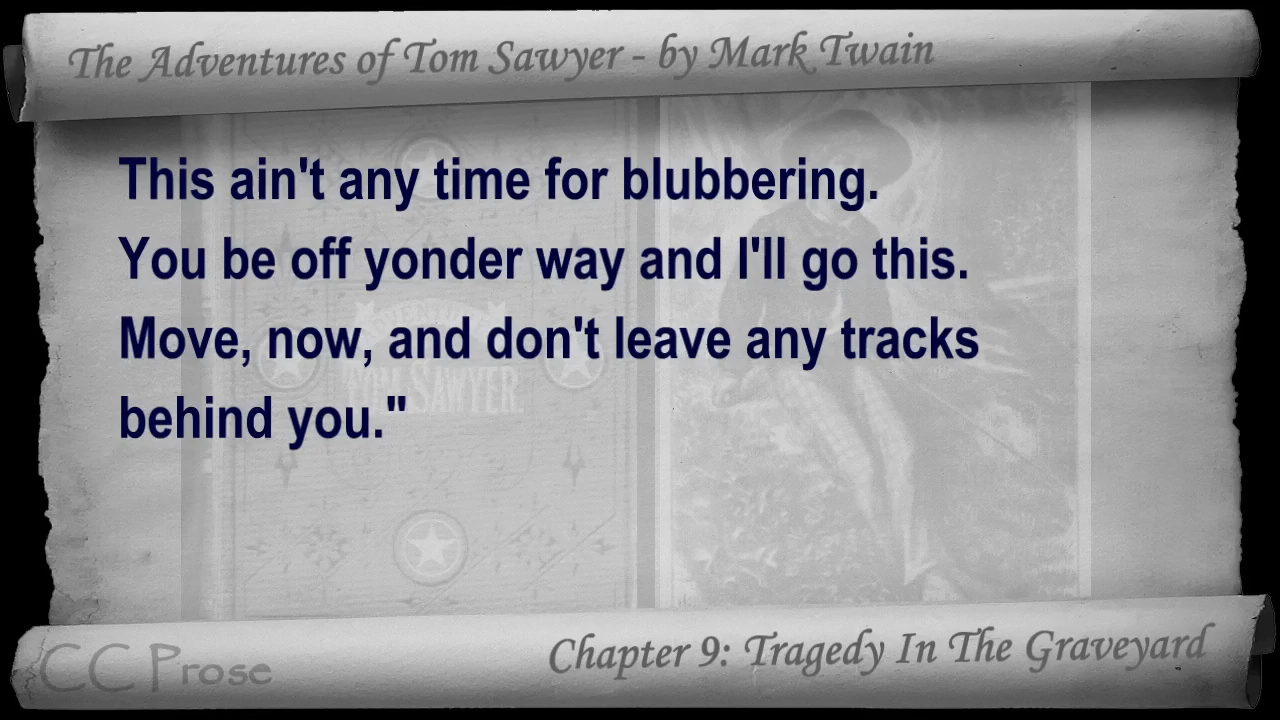 The Adventures of Tom Sawyer - by Mark Twain
This ain't any time for blubbering.
You be off yonder way and I'll go this.
Move, now, and don't leave any tracks
behind you."
TOM SAWYER.
CC Prose
Chapter 9: Tragedy In The Graveyard